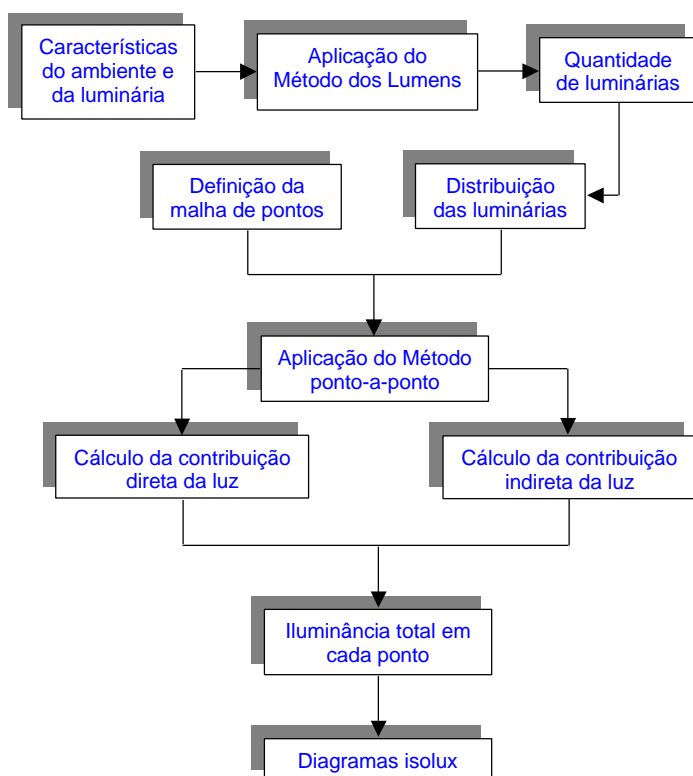 Características
do ambiente e
da luminária
Aplicação do
Método dos Lumens
Quantidade
de luminárias
Definição da
malha de pontos
Distribuição
das luminárias
Aplicação do Método
ponto-a-ponto
Cálculo da contribuição
direta da luz
Cálculo da contribuição
indireta da luz
Iluminância total em
cada ponto
Diagramas isolux